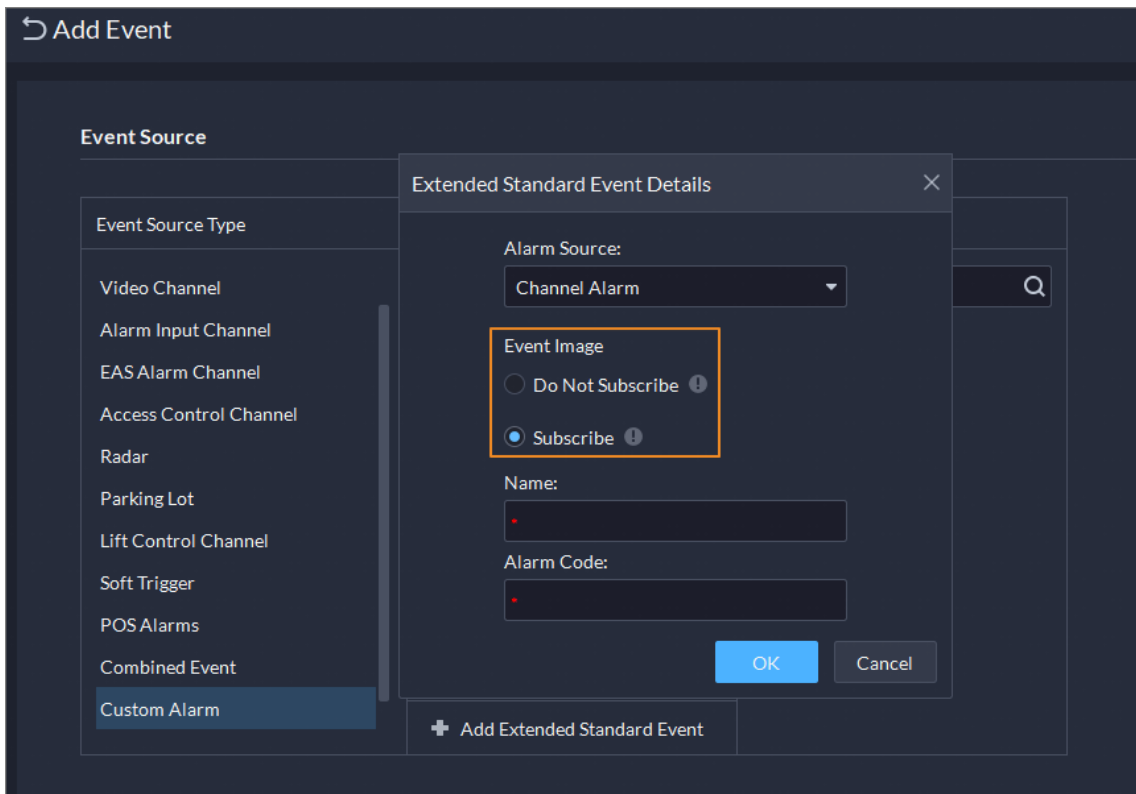 Add Event
Event Source
Event Source Type
Video Channel
Alarm Input Channel
EAS Alarm Channel
Access Control Channel
Radar
Parking Lot
Lift Control Channel
Soft Trigger
POS Alarms
Combined Event
Custom Alarm
Extended Standard Event Details
Alarm Source:
Channel Alarm
Event Image
Do Not Subscribe
Subscribe
Name:
*
Alarm Code:
*
OK Cancel
Add Extended Standard Event